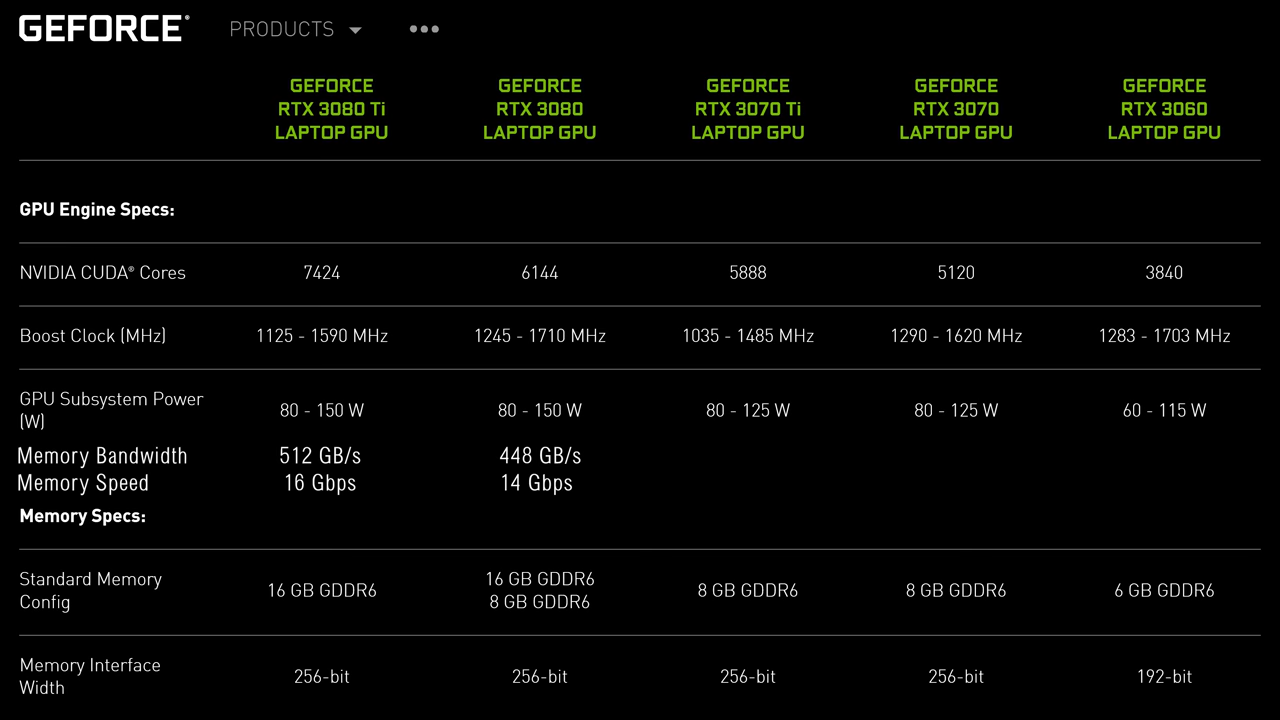 GEFORCE® PRODUCTS •••
GEFORCE RTX 3080 Ti LAPTOP GPU
GEFORCE RTX 3080 LAPTOP GPU
GEFORCE RTX 3070 Ti LAPTOP GPU
GEFORCE RTX 3070 LAPTOP GPU
GEFORCE RTX 3060 LAPTOP GPU
GPU Engine Specs:
NVIDIA CUDA® Cores 7424 6144 5888 5120 3840
Boost Clock (MHz) 1125 - 1590 MHz 1245 - 1710 MHz 1035 - 1485 MHz 1290 - 1620 MHz 1283 - 1703 MHz
GPU Subsystem Power (W) 80 - 150 W 80 - 150 W 80 - 125 W 80 - 125 W 60 - 115 W
Memory Bandwidth 512 GB/s 448 GB/s
Memory Speed 16 Gbps 14 Gbps
Memory Specs:
Standard Memory Config 16 GB GDDR6 16 GB GDDR6 8 GB GDDR6 8 GB GDDR6 8 GB GDDR6 6 GB GDDR6
Memory Interface Width 256-bit 256-bit 256-bit 256-bit 192-bit